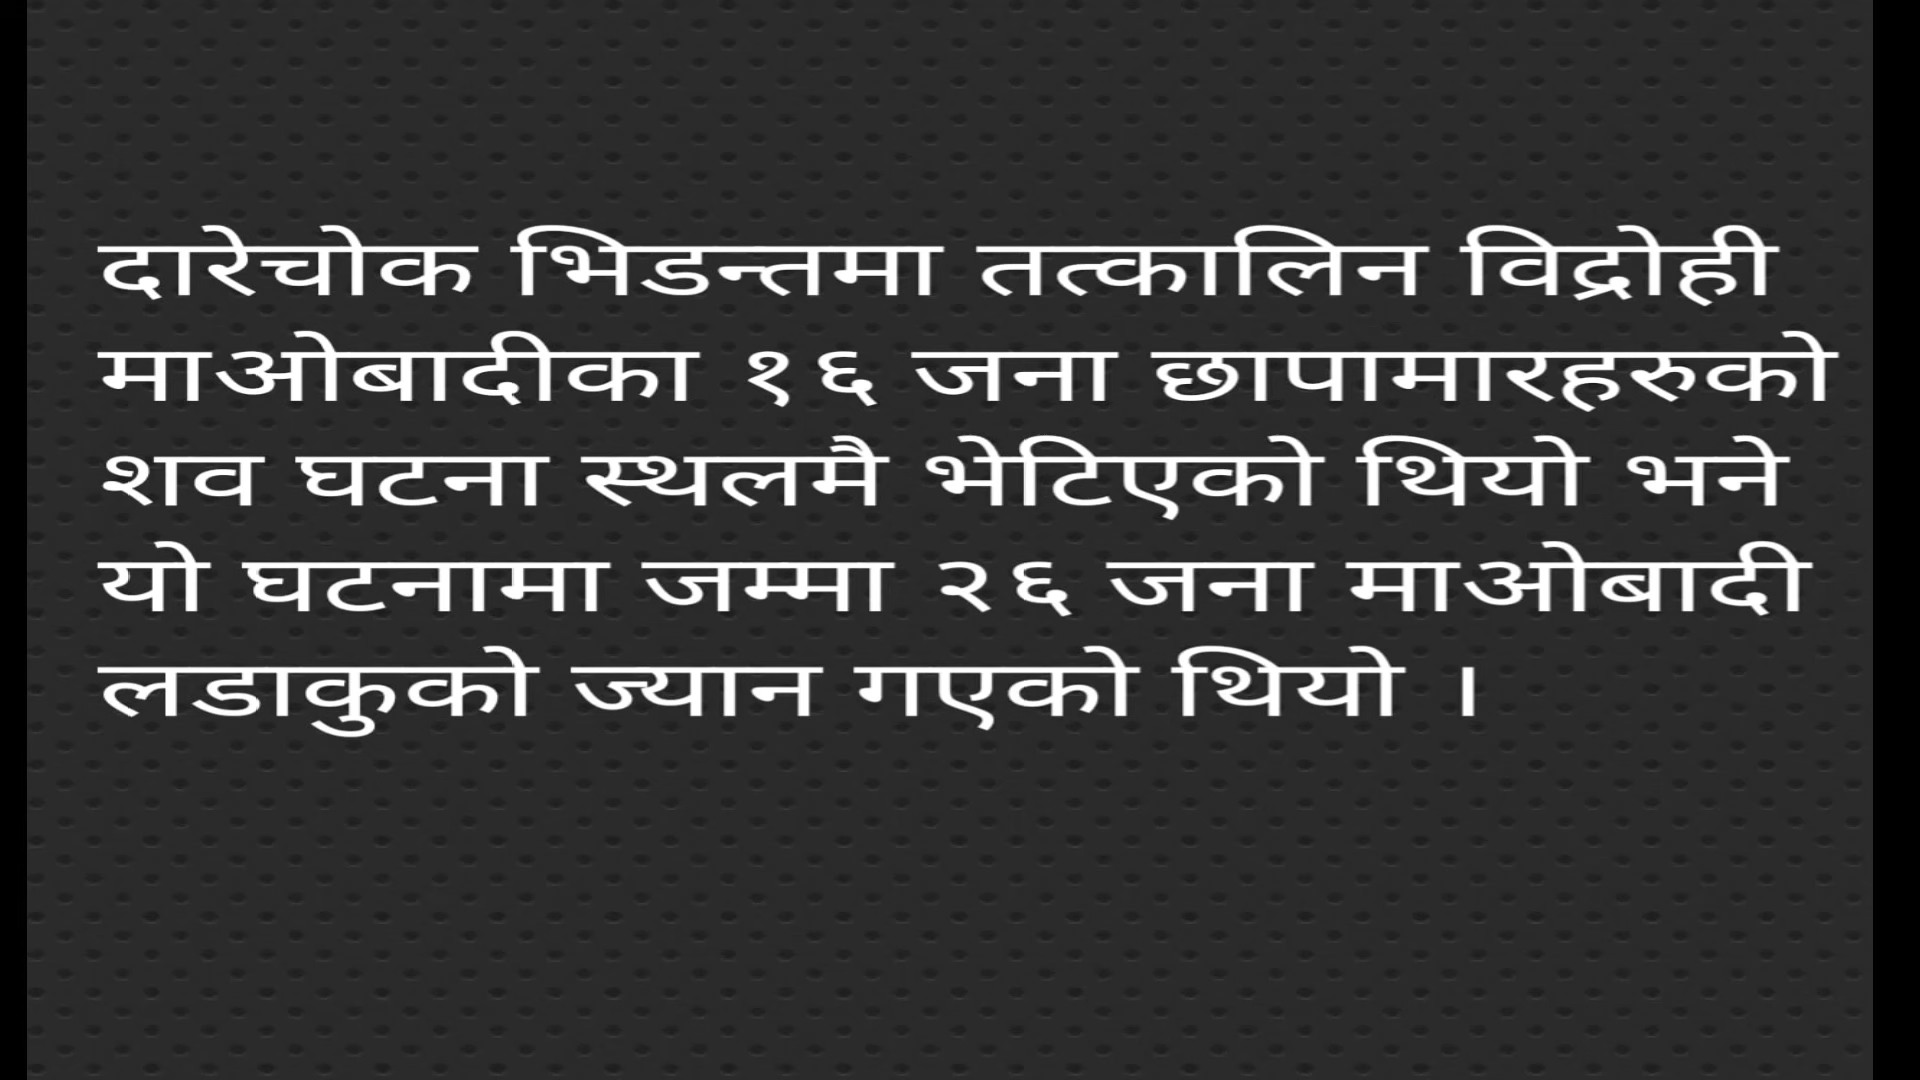 दारेचोक भिडन्तमा तत्कालिन विद्रोही
माओबादीका १६ जना छापामारहरुको
शव घटना स्थलमै भेटिएको थियो भने
यो घटनामा जम्मा २६ जना माओबादी
लडाकुको ज्यान गएको थियो ।